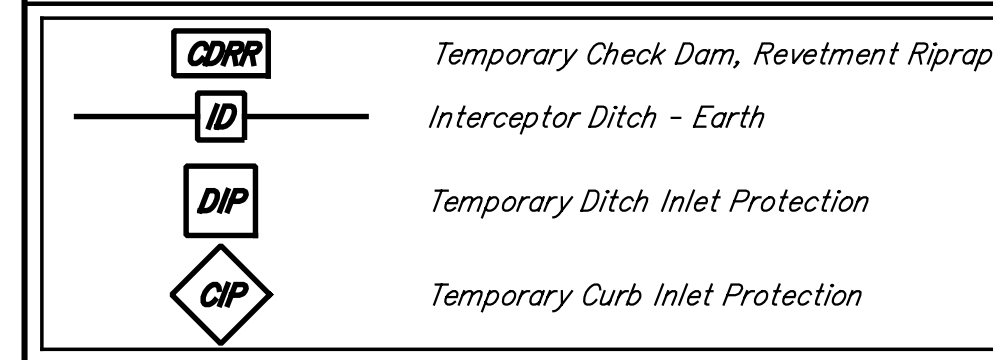 CDRR Temporary Check Dam, Revetment Riprap
ID Interceptor Ditch - Earth
DIP Temporary Ditch Inlet Protection
CIP Temporary Curb Inlet Protection